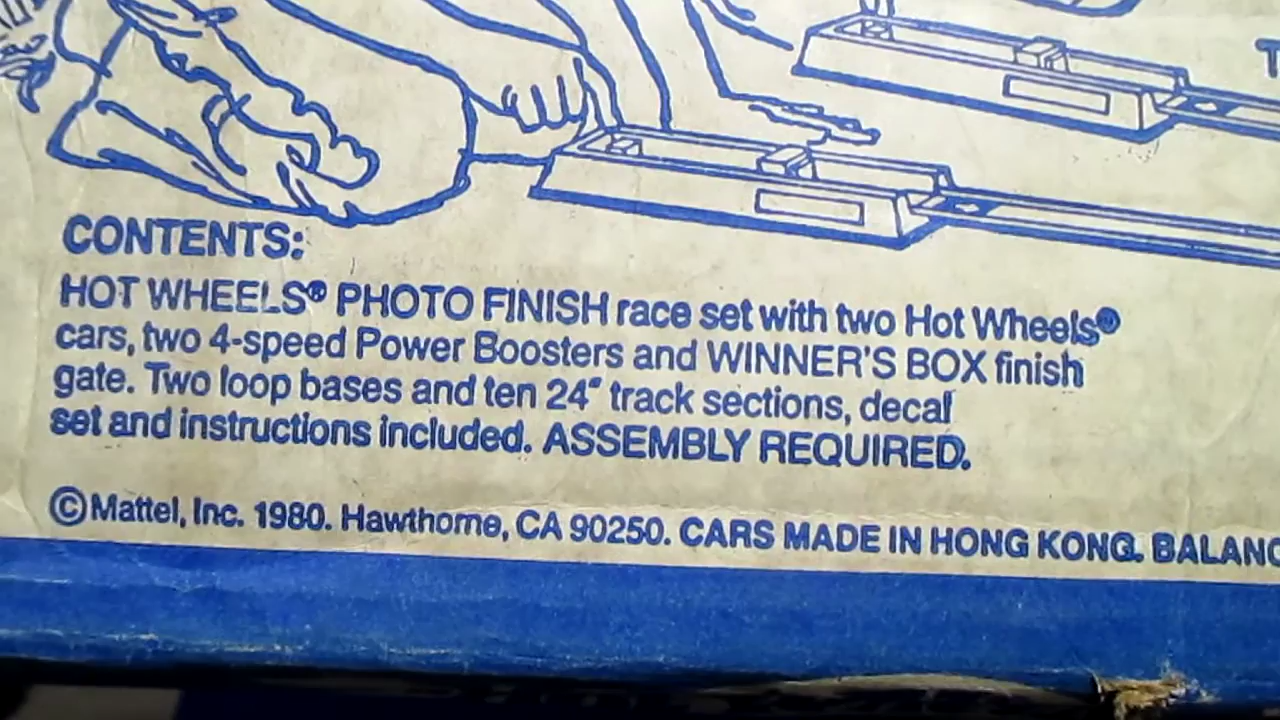 CONTENTS:
HOT WHEELS® PHOTO FINISH race set with two Hot Wheels®
cars, two 4-speed Power Boosters and WINNER'S BOX finish
gate. Two loop bases and ten 24" track sections, decal
set and instructions included. ASSEMBLY REQUIRED.
©Mattel, Inc. 1980. Hawthorne, CA 90250. CARS MADE IN HONG KONG. BALANC